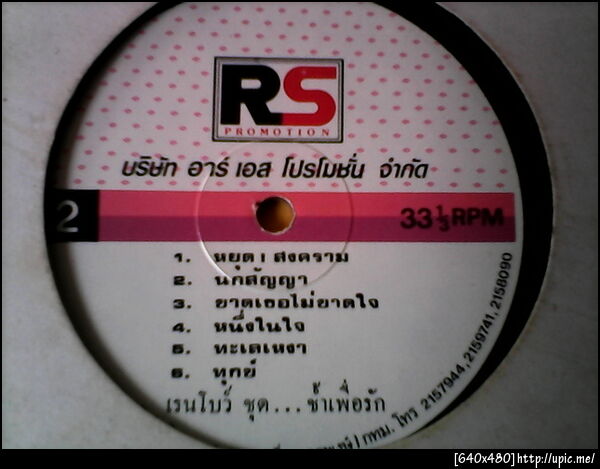 RS
PROMOTION
บริษัท อาร์ เอส โปรโมชั่น จำกัด
2
33 1/3 RPM
1. หยุด ! สงคราม
2. นกสัญญา
3. ขาดเธอไม่ขาดใจ
4. หนึ่งในใจ
5. ทะเลเหงา
6. ทุกข์
เรนโบว์ ชุด...ช้ำเพื่อรัก
กทม. โทร 2157944, 2159741, 2158090
[640x480]http://upic.me/